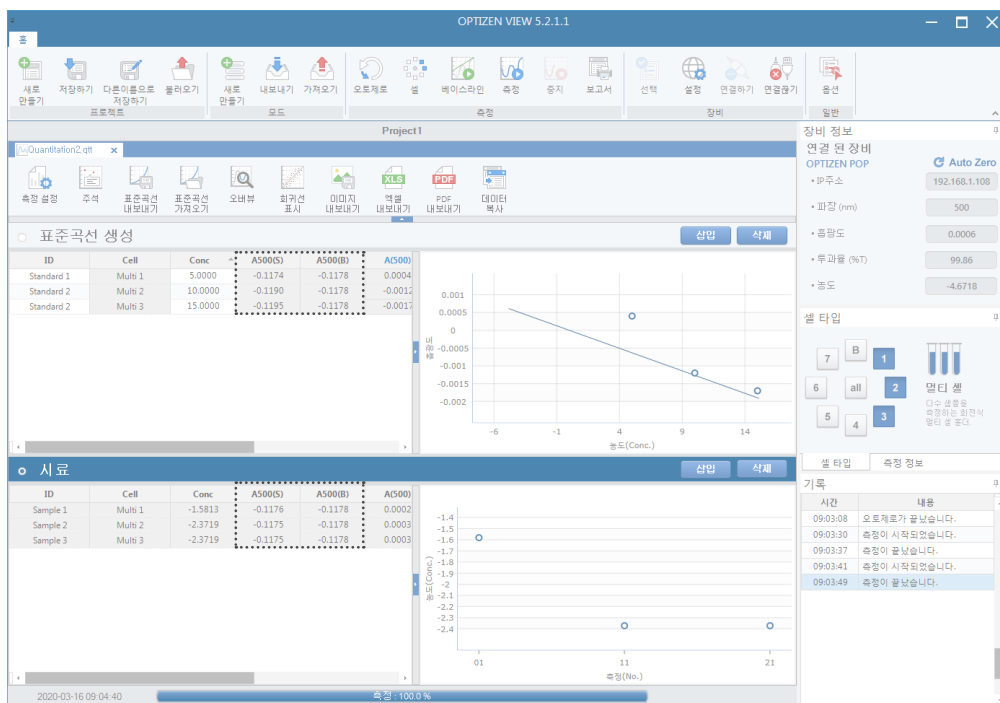 OPTIZEN VIEW 5.2.1.1
홈
새로 만들기 저장하기 다른이름으로 저장하기 불러오기 새로 만들기 내보내기 가져오기 오토제로 셀 베이스라인 측정 중지 보고서 선택 설정 연결하기 연결끊기 옵션
프로젝트 모드 측정 장비 일반
Project1
Quantitation2.qtt
측정 설정 주석 표준곡선 내보내기 표준곡선 가져오기 오버뷰 회귀선 표시 이미지 내보내기 XLS 엑셀 내보내기 PDF PDF 내보내기 데이터 복사
표준곡선 생성 삽입 삭제
ID Cell Conc A500(S) A500(B) A(500)
Standard 1 Multi 1 5.0000 -0.1174 -0.1178 0.0004
Standard 2 Multi 2 10.0000 -0.1190 -0.1178 -0.0012
Standard 2 Multi 3 15.0000 -0.1195 -0.1178 -0.0017
흡광도
0.001
0.0005
0
-0.0005
-0.001
-0.0015
-0.002
-6 -1 4 9 14
농도(Conc.)
시료 삽입 삭제
ID Cell Conc A500(S) A500(B) A(500)
Sample 1 Multi 1 -1.5813 -0.1176 -0.1178 0.0002
Sample 2 Multi 2 -2.3719 -0.1175 -0.1178 0.0003
Sample 3 Multi 3 -2.3719 -0.1175 -0.1178 0.0003
농도(Conc.)
-1.4
-1.5
-1.6
-1.7
-1.8
-1.9
-2
-2.1
-2.2
-2.3
-2.4
01 11 21
측정(No.)
2020-03-16 09:04:40 측정 : 100.0 %
장비 정보
연결 된 장비
OPTIZEN POP Auto Zero
• IP주소 192.168.1.108
• 파장 (nm) 500
• 흡광도 0.0006
• 투과율 (%T) 99.86
• 농도 -4.6718
셀 타입
7 B 1
6 all 2
5 4 3
멀티 셀
다수 샘플을
측정하는 회전식
멀티 셀 홀더.
셀 타입 측정 정보
기록
시간 내용
09:03:08 오토제로가 끝났습니다.
09:03:30 측정이 시작되었습니다.
09:03:37 측정이 끝났습니다.
09:03:41 측정이 시작되었습니다.
09:03:49 측정이 끝났습니다.